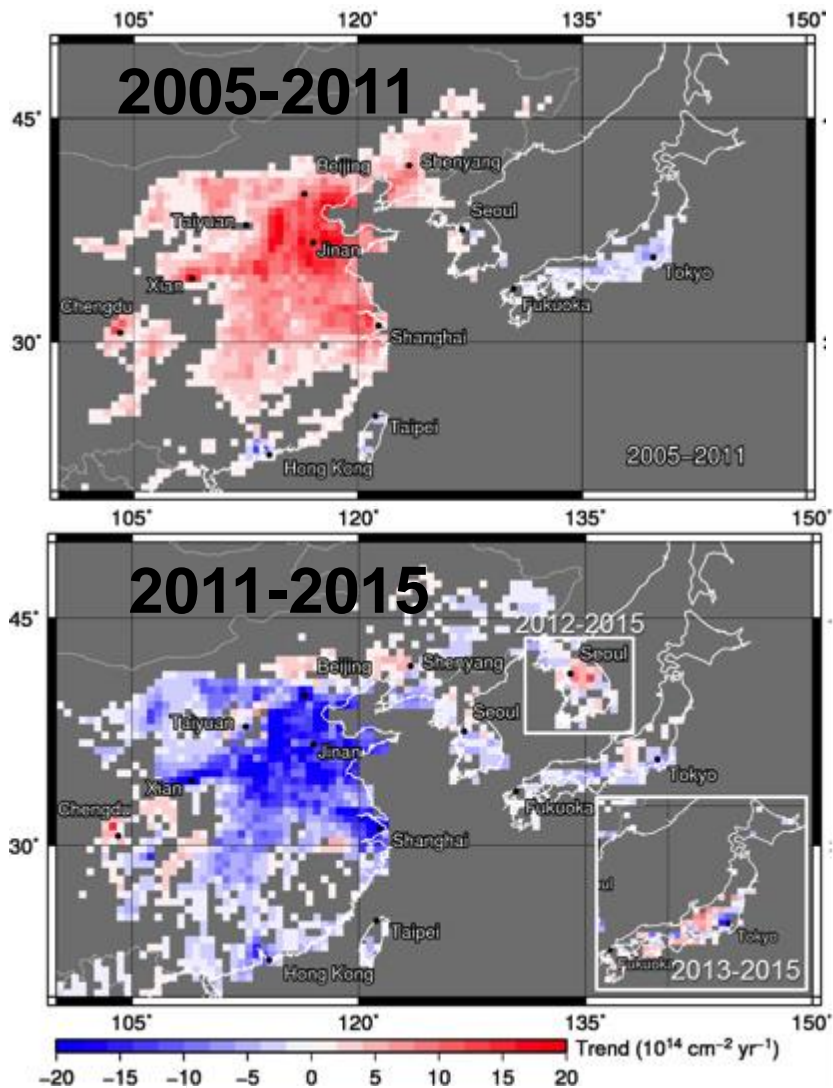 105° 120° 135° 150°
2005-2011
45°
Beijing Shenyang
Taiyuan Seoul
Jinan
Xian Tokyo
Chengdu Fukuoka
30° Shanghai
Taipei
Hong Kong 2005-2011
105° 120° 135° 150°
2011-2015
45°
2012-2015
Beijing Shenyang Seoul
Taiyuan Seoul
Jinan
Xian Tokyo
Chengdu Fukuoka
30° Shanghai
ul
Taipei Tokyo
Fukuoka
Hong Kong 2013-2015
105° 120° 135° 150°
Trend (10¹⁴ cm⁻² yr⁻¹)
-20 -15 -10 -5 0 5 10 15 20